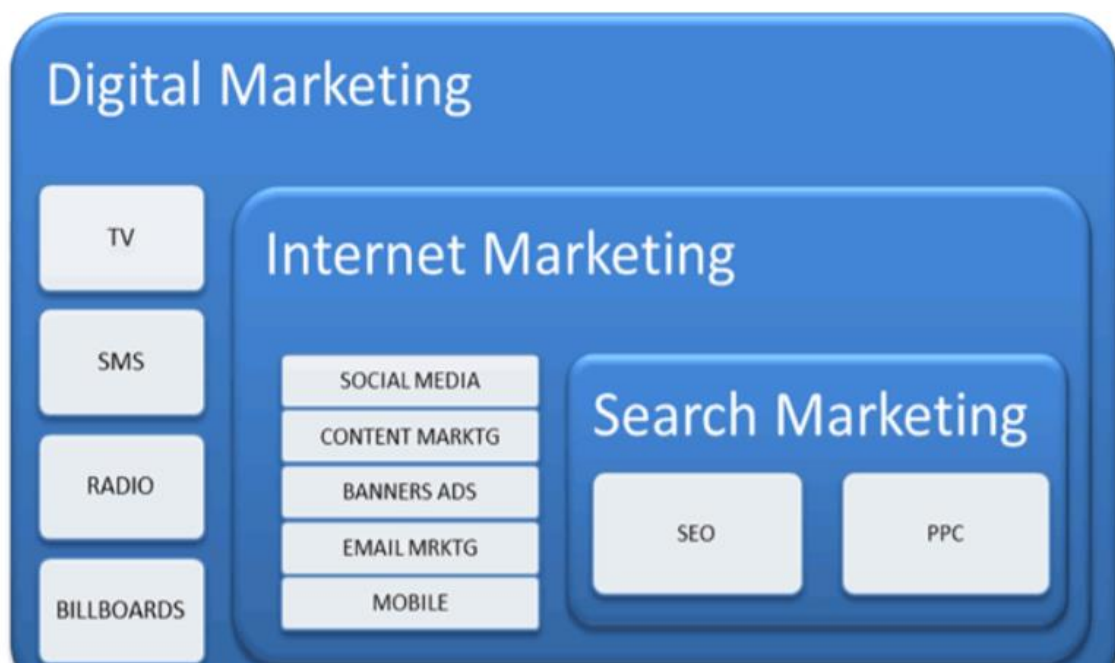 Digital Marketing
TV
SMS
RADIO
BILLBOARDS
Internet Marketing
SOCIAL MEDIA
CONTENT MARKTG
BANNERS ADS
EMAIL MRKTG
MOBILE
Search Marketing
SEO
PPC